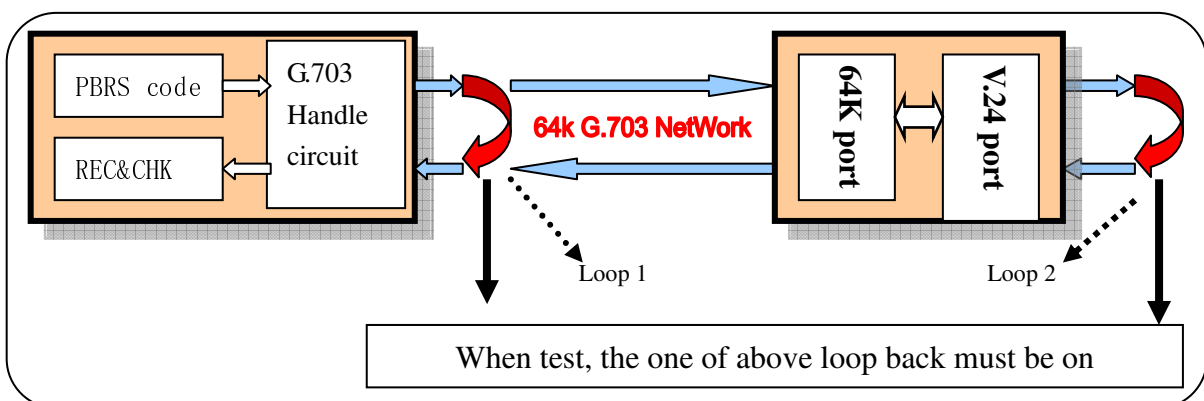 PBRS code
REC&CHK
G.703
Handle
circuit
64k G.703 NetWork
64K port
V.24 port
Loop 1
Loop 2
When test, the one of above loop back must be on